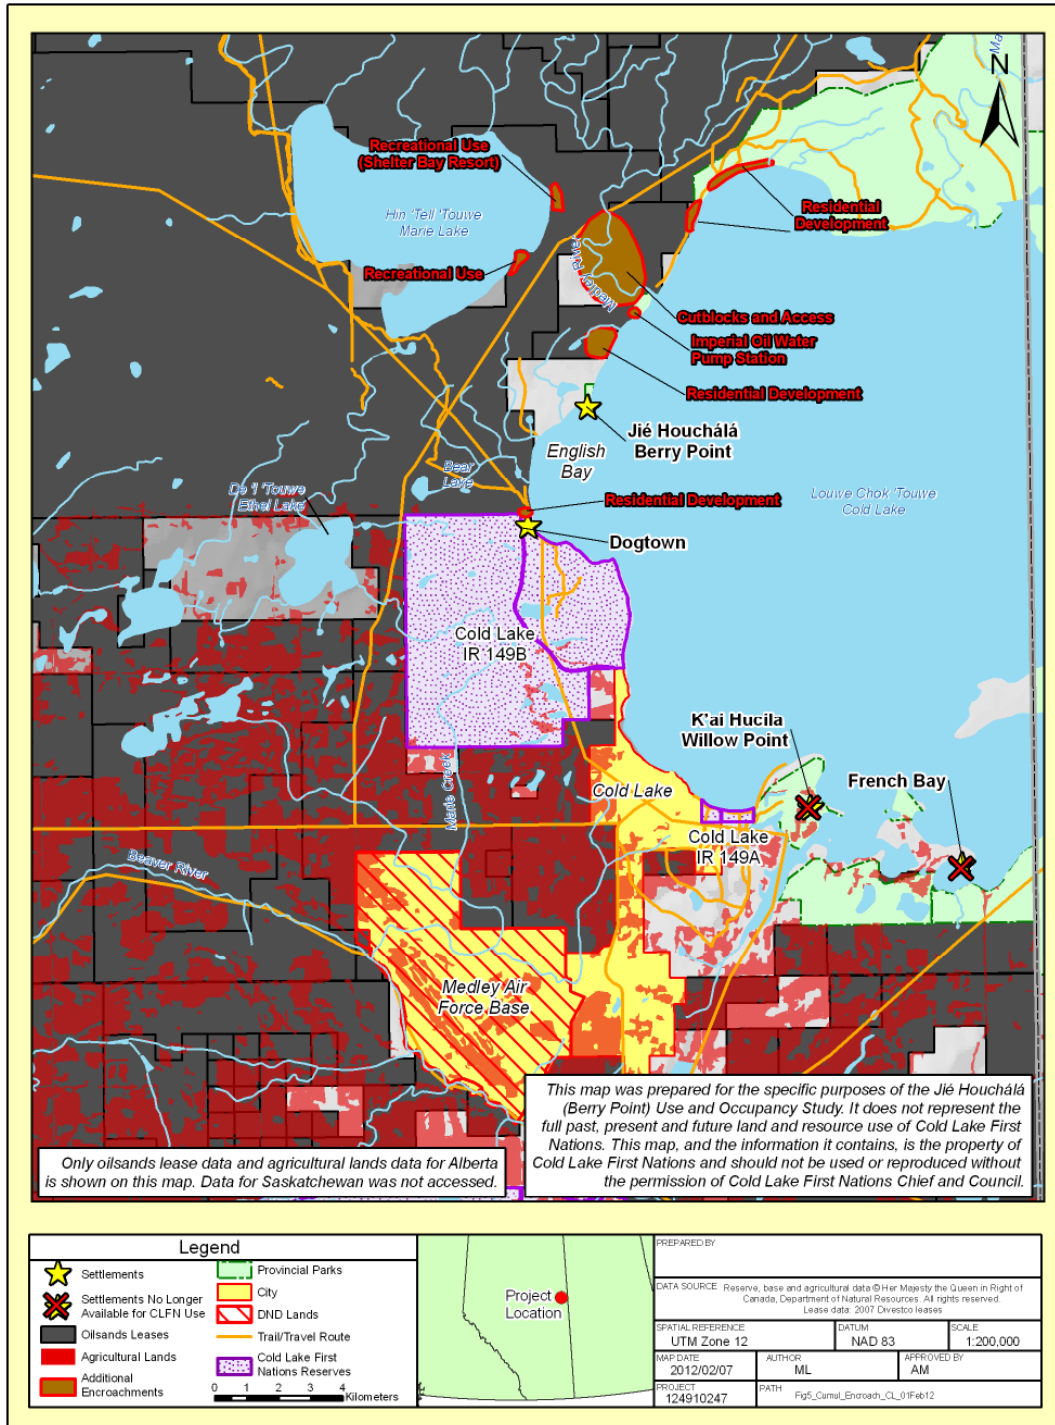 Ma
N
Recreational Use
(Shelter Bay Resort)
Hin 'Tell 'Touwe
Marie Lake
Residential
Development
Recreational Use
Medley River
Cutblocks and Access
Imperial Oil Water
Pump Station
Residential Development
Jié Houchálá
Berry Point
English
Bay
Bear
Lake
De 'I 'Touwe
Ethel Lake
Louwe Chok 'Touwe
Cold Lake
Residential Development
Dogtown
Cold Lake
IR 149B
K'ai Hucila
Willow Point
French Bay
Cold Lake
Marie Creek
Cold Lake
IR 149A
Beaver River
Medley Air
Force Base
This map was prepared for the specific purposes of the Jié Houchálá
(Berry Point) Use and Occupancy Study. It does not represent the
full past, present and future land and resource use of Cold Lake First
Nations. This map, and the information it contains, is the property of
Cold Lake First Nations and should not be used or reproduced without
the permission of Cold Lake First Nations Chief and Council.
Only oilsands lease data and agricultural lands data for Alberta
is shown on this map. Data for Saskatchewan was not accessed.
Legend
Settlements
Settlements No Longer
Available for CLFN Use
Oilsands Leases
Agricultural Lands
Additional
Encroachments
Provincial Parks
City
DND Lands
Trail/Travel Route
Cold Lake First
Nations Reserves
0 1 2 3 4
Kilometers
Project
Location
PREPARED BY
DATA SOURCE Reserve, base and agricultural data © Her Majesty the Queen in Right of
Canada, Department of Natural Resources. All rights reserved.
Lease data: 2007 Divestco leases
SPATIAL REFERENCE
UTM Zone 12
DATUM
NAD 83
SCALE
1:200,000
MAP DATE
2012/02/07
AUTHOR
ML
APPROVED BY
AM
PROJECT
124910247
PATH Fig5_Cumul_Encroach_CL_01Feb12